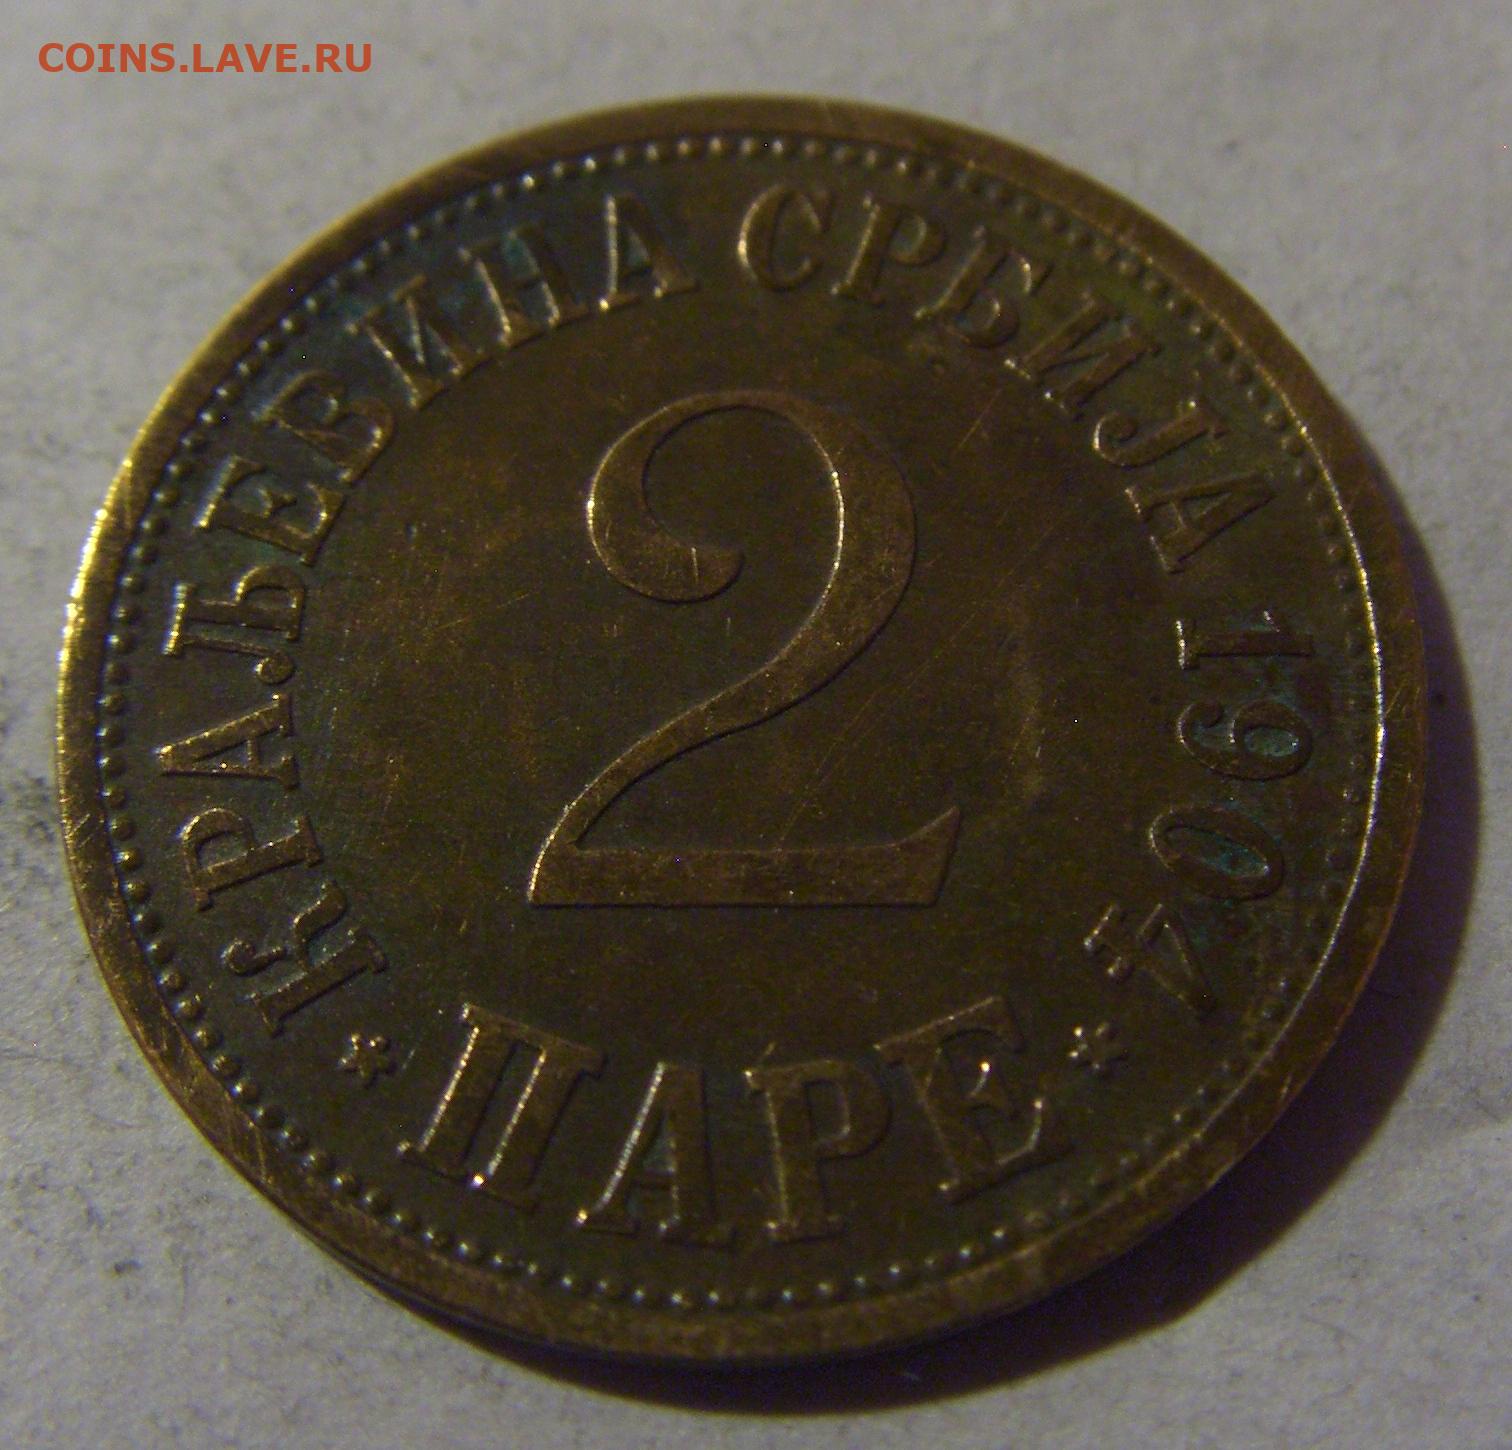 COINS.LAVE.RU
КРАЉЕВИНА СРБИЈА 1904
2
* ПАРЕ *